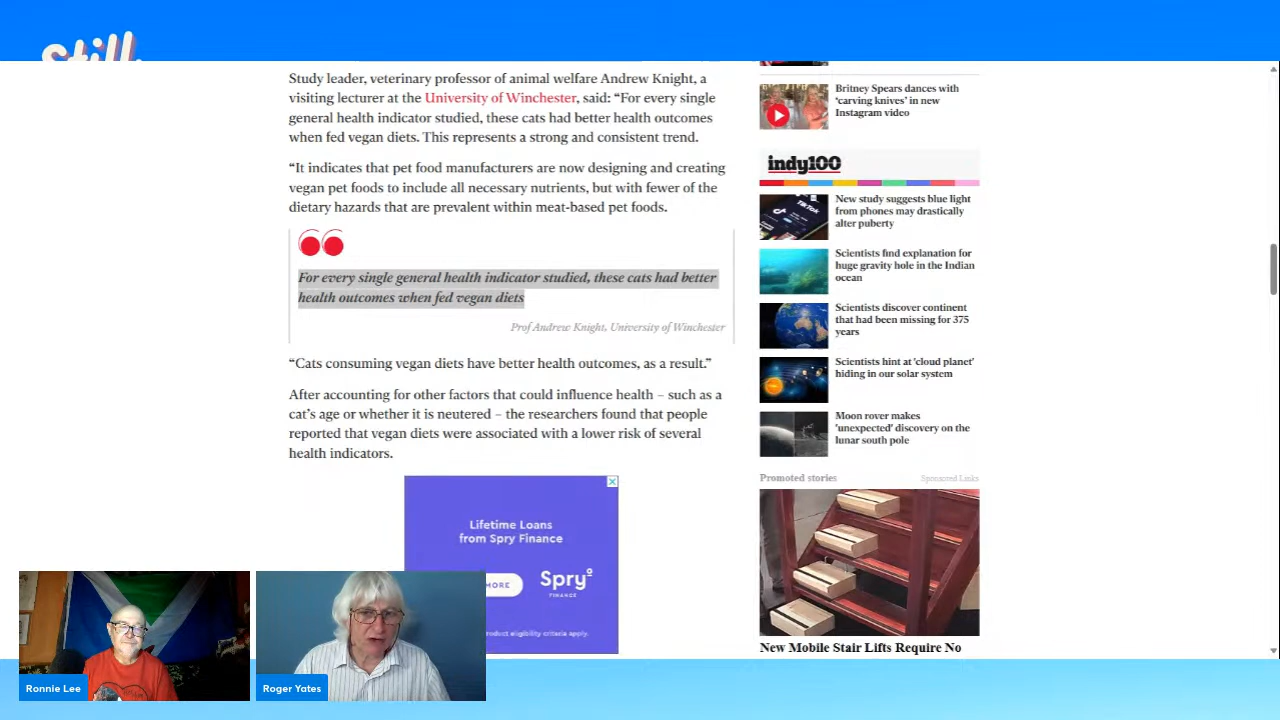 Still
Study leader, veterinary professor of animal welfare Andrew Knight, a
visiting lecturer at the University of Winchester, said: “For every single
general health indicator studied, these cats had better health outcomes
when fed vegan diets. This represents a strong and consistent trend.
“It indicates that pet food manufacturers are now designing and creating
vegan pet foods to include all necessary nutrients, but with fewer of the
dietary hazards that are prevalent within meat-based pet foods.
For every single general health indicator studied, these cats had better
health outcomes when fed vegan diets
Prof Andrew Knight, University of Winchester
“Cats consuming vegan diets have better health outcomes, as a result.”
After accounting for other factors that could influence health – such as a
cat’s age or whether it is neutered – the researchers found that people
reported that vegan diets were associated with a lower risk of several
health indicators.
Lifetime Loans
from Spry Finance
MORE
Spry
FINANCE
product eligibility criteria apply.
Britney Spears dances with
‘carving knives’ in new
Instagram video
indy100
New study suggests blue light
from phones may drastically
alter puberty
TikTok
Scientists find explanation for
huge gravity hole in the Indian
ocean
Scientists discover continent
that had been missing for 375
years
Scientists hint at 'cloud planet'
hiding in our solar system
Moon rover makes
'unexpected' discovery on the
lunar south pole
Promoted stories
Sponsored Links
New Mobile Stair Lifts Require No
Ronnie Lee
Roger Yates